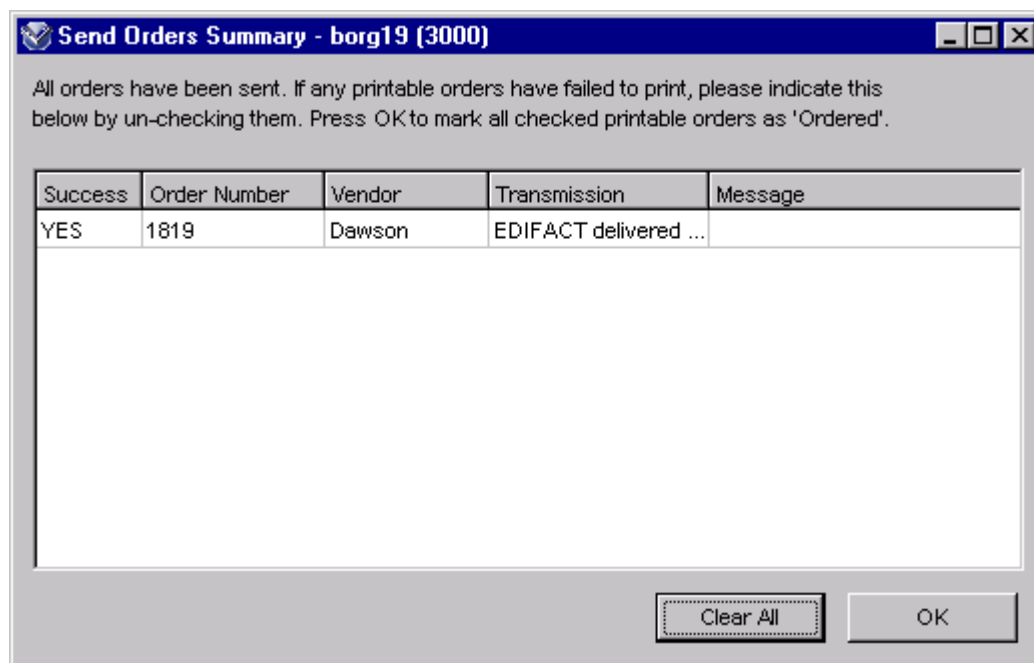 Send Orders Summary - borg19 (3000)
All orders have been sent. If any printable orders have failed to print, please indicate this
below by un-checking them. Press OK to mark all checked printable orders as 'Ordered'.
Success Order Number Vendor Transmission Message
YES 1819 Dawson EDIFACT delivered ...
Clear All OK